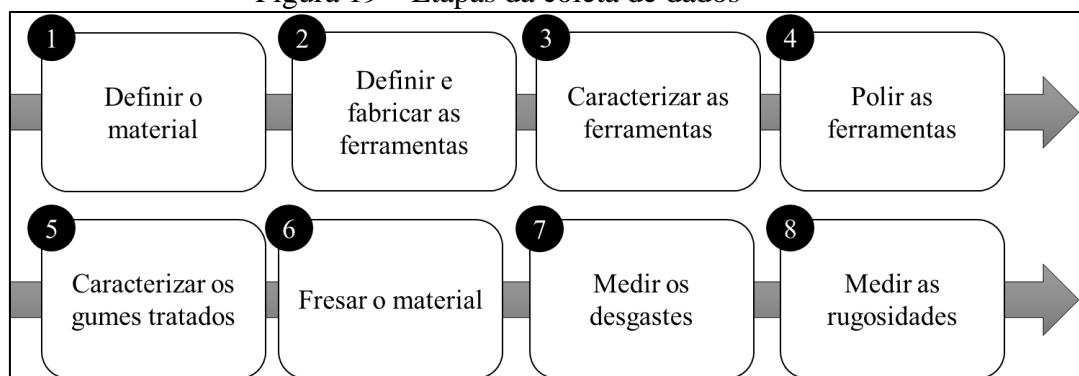 Figura 19 – Etapas da coleta de dados
1
Definir o
material
2
Definir e
fabricar as
ferramentas
3
Caracterizar as
ferramentas
4
Polir as
ferramentas
5
Caracterizar os
gumes tratados
6
Fresar o material
7
Medir os
desgastes
8
Medir as
rugosidades